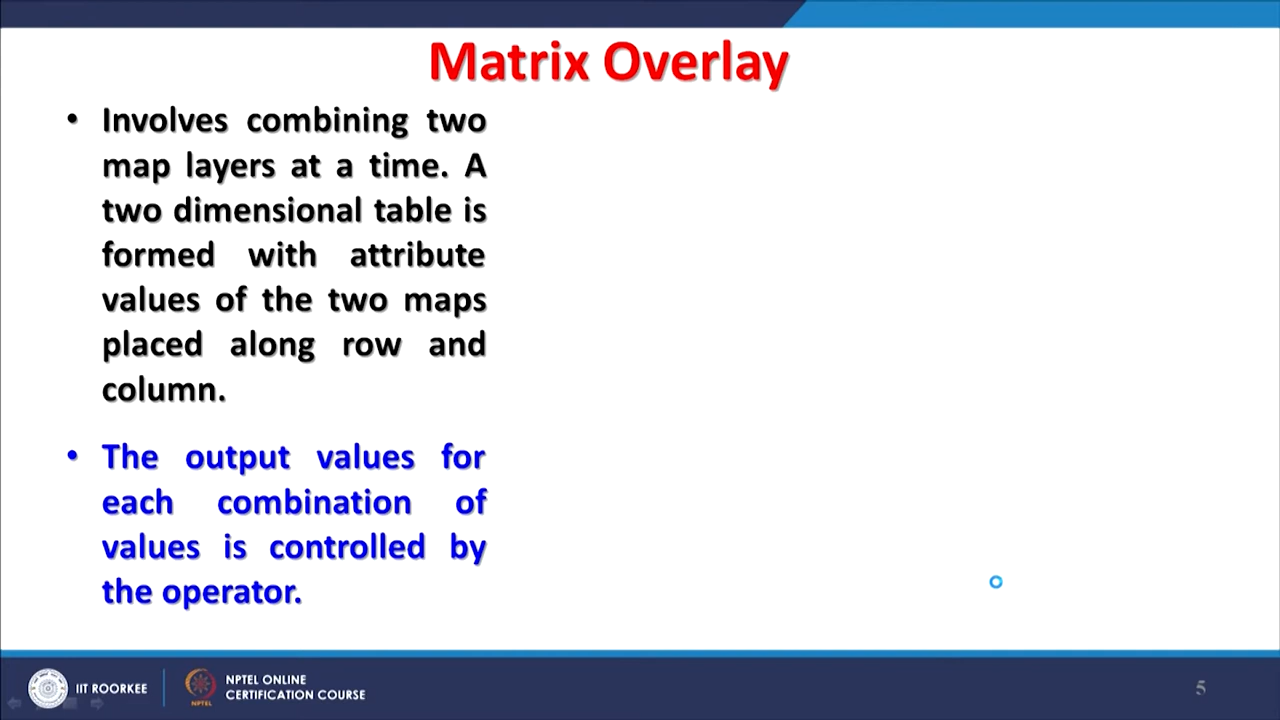 Matrix Overlay
• Involves combining two
map layers at a time. A
two dimensional table is
formed with attribute
values of the two maps
placed along row and
column.
• The output values for
each combination of
values is controlled by
the operator.
IIT ROORKEE
NPTEL
NPTEL ONLINE
CERTIFICATION COURSE
5